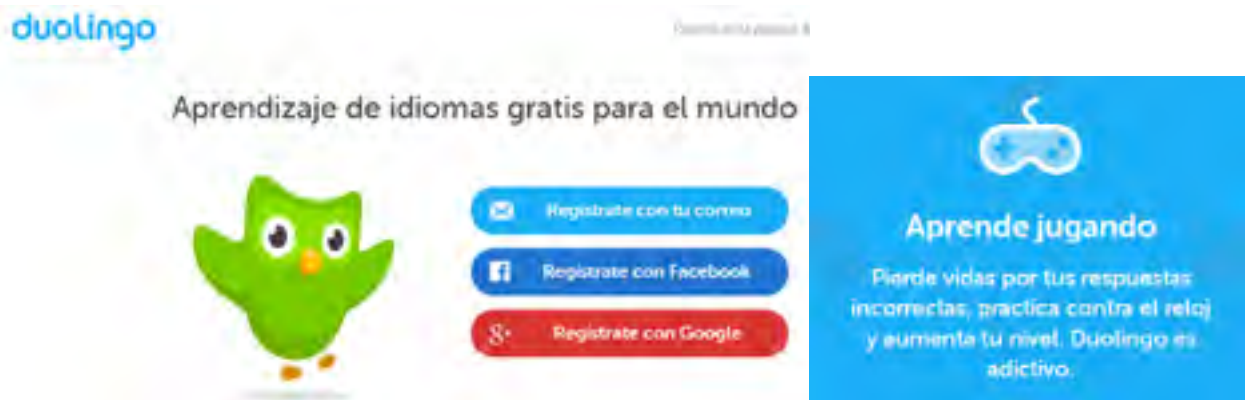 duolingo
Aprendizaje de idiomas gratis para el mundo
Regístrate con tu correo
Regístrate con Facebook
Regístrate con Google
Aprende jugando
Pierde vidas por tus respuestas
incorrectas, practica contra el reloj
y aumenta tu nivel. Duolingo es
adictivo.